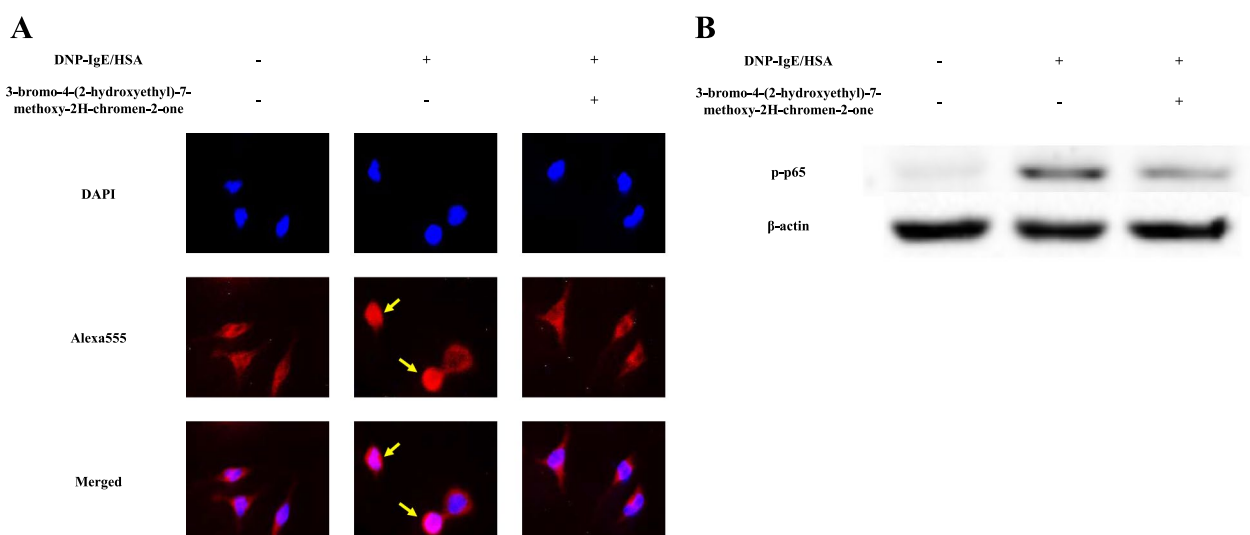 A
DNP-IgE/HSA - + +
3-bromo-4-(2-hydroxyethyl)-7-
methoxy-2H-chromen-2-one - - +
DAPI
Alexa555
Merged
B
DNP-IgE/HSA - + +
3-bromo-4-(2-hydroxyethyl)-7-
methoxy-2H-chromen-2-one - - +
p-p65
β-actin